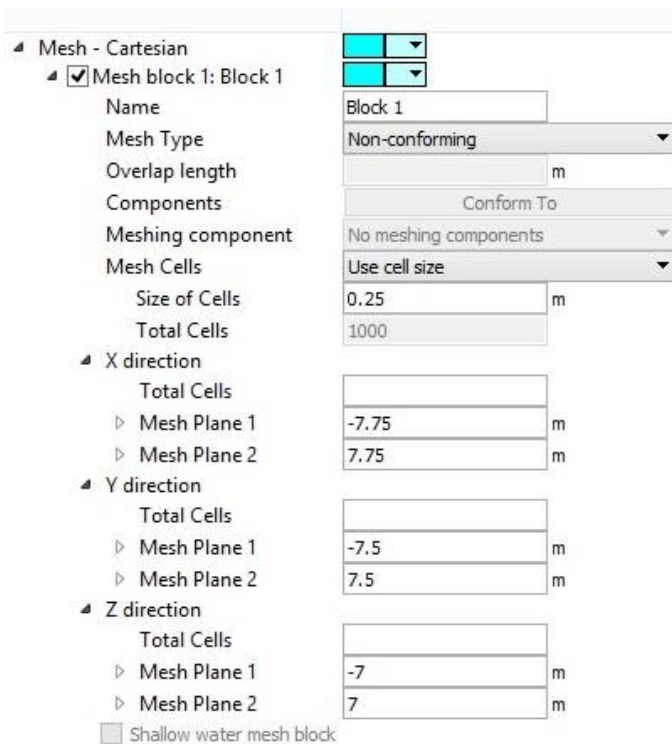 Mesh - Cartesian
Mesh block 1: Block 1
Name Block 1
Mesh Type Non-conforming
Overlap length m
Components Conform To
Meshing component No meshing components
Mesh Cells Use cell size
Size of Cells 0.25 m
Total Cells 1000
X direction
Total Cells
Mesh Plane 1 -7.75 m
Mesh Plane 2 7.75 m
Y direction
Total Cells
Mesh Plane 1 -7.5 m
Mesh Plane 2 7.5 m
Z direction
Total Cells
Mesh Plane 1 -7 m
Mesh Plane 2 7 m
Shallow water mesh block